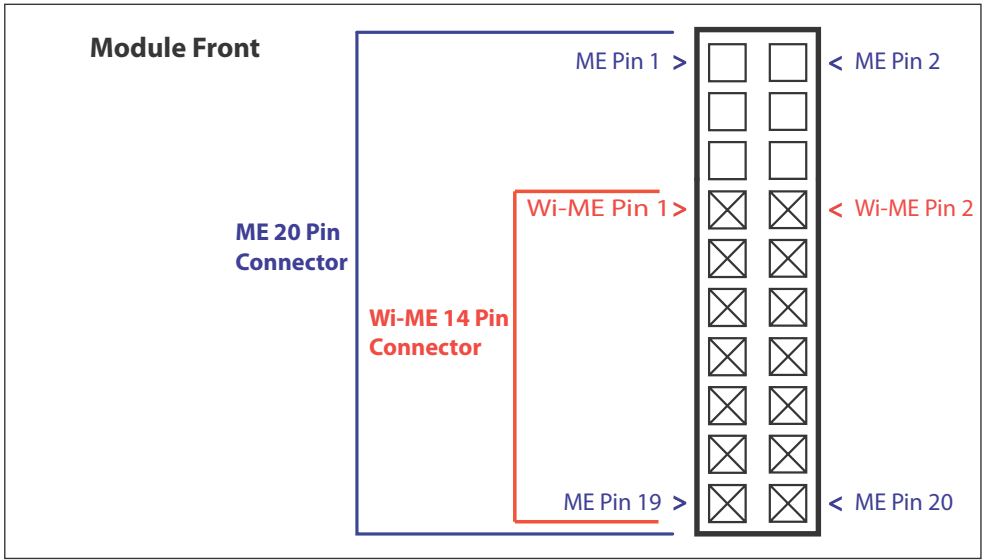 Module Front
ME Pin 1 >
< ME Pin 2
Wi-ME Pin 1>
< Wi-ME Pin 2
ME 20 Pin
Connector
Wi-ME 14 Pin
Connector
ME Pin 19 >
< ME Pin 20